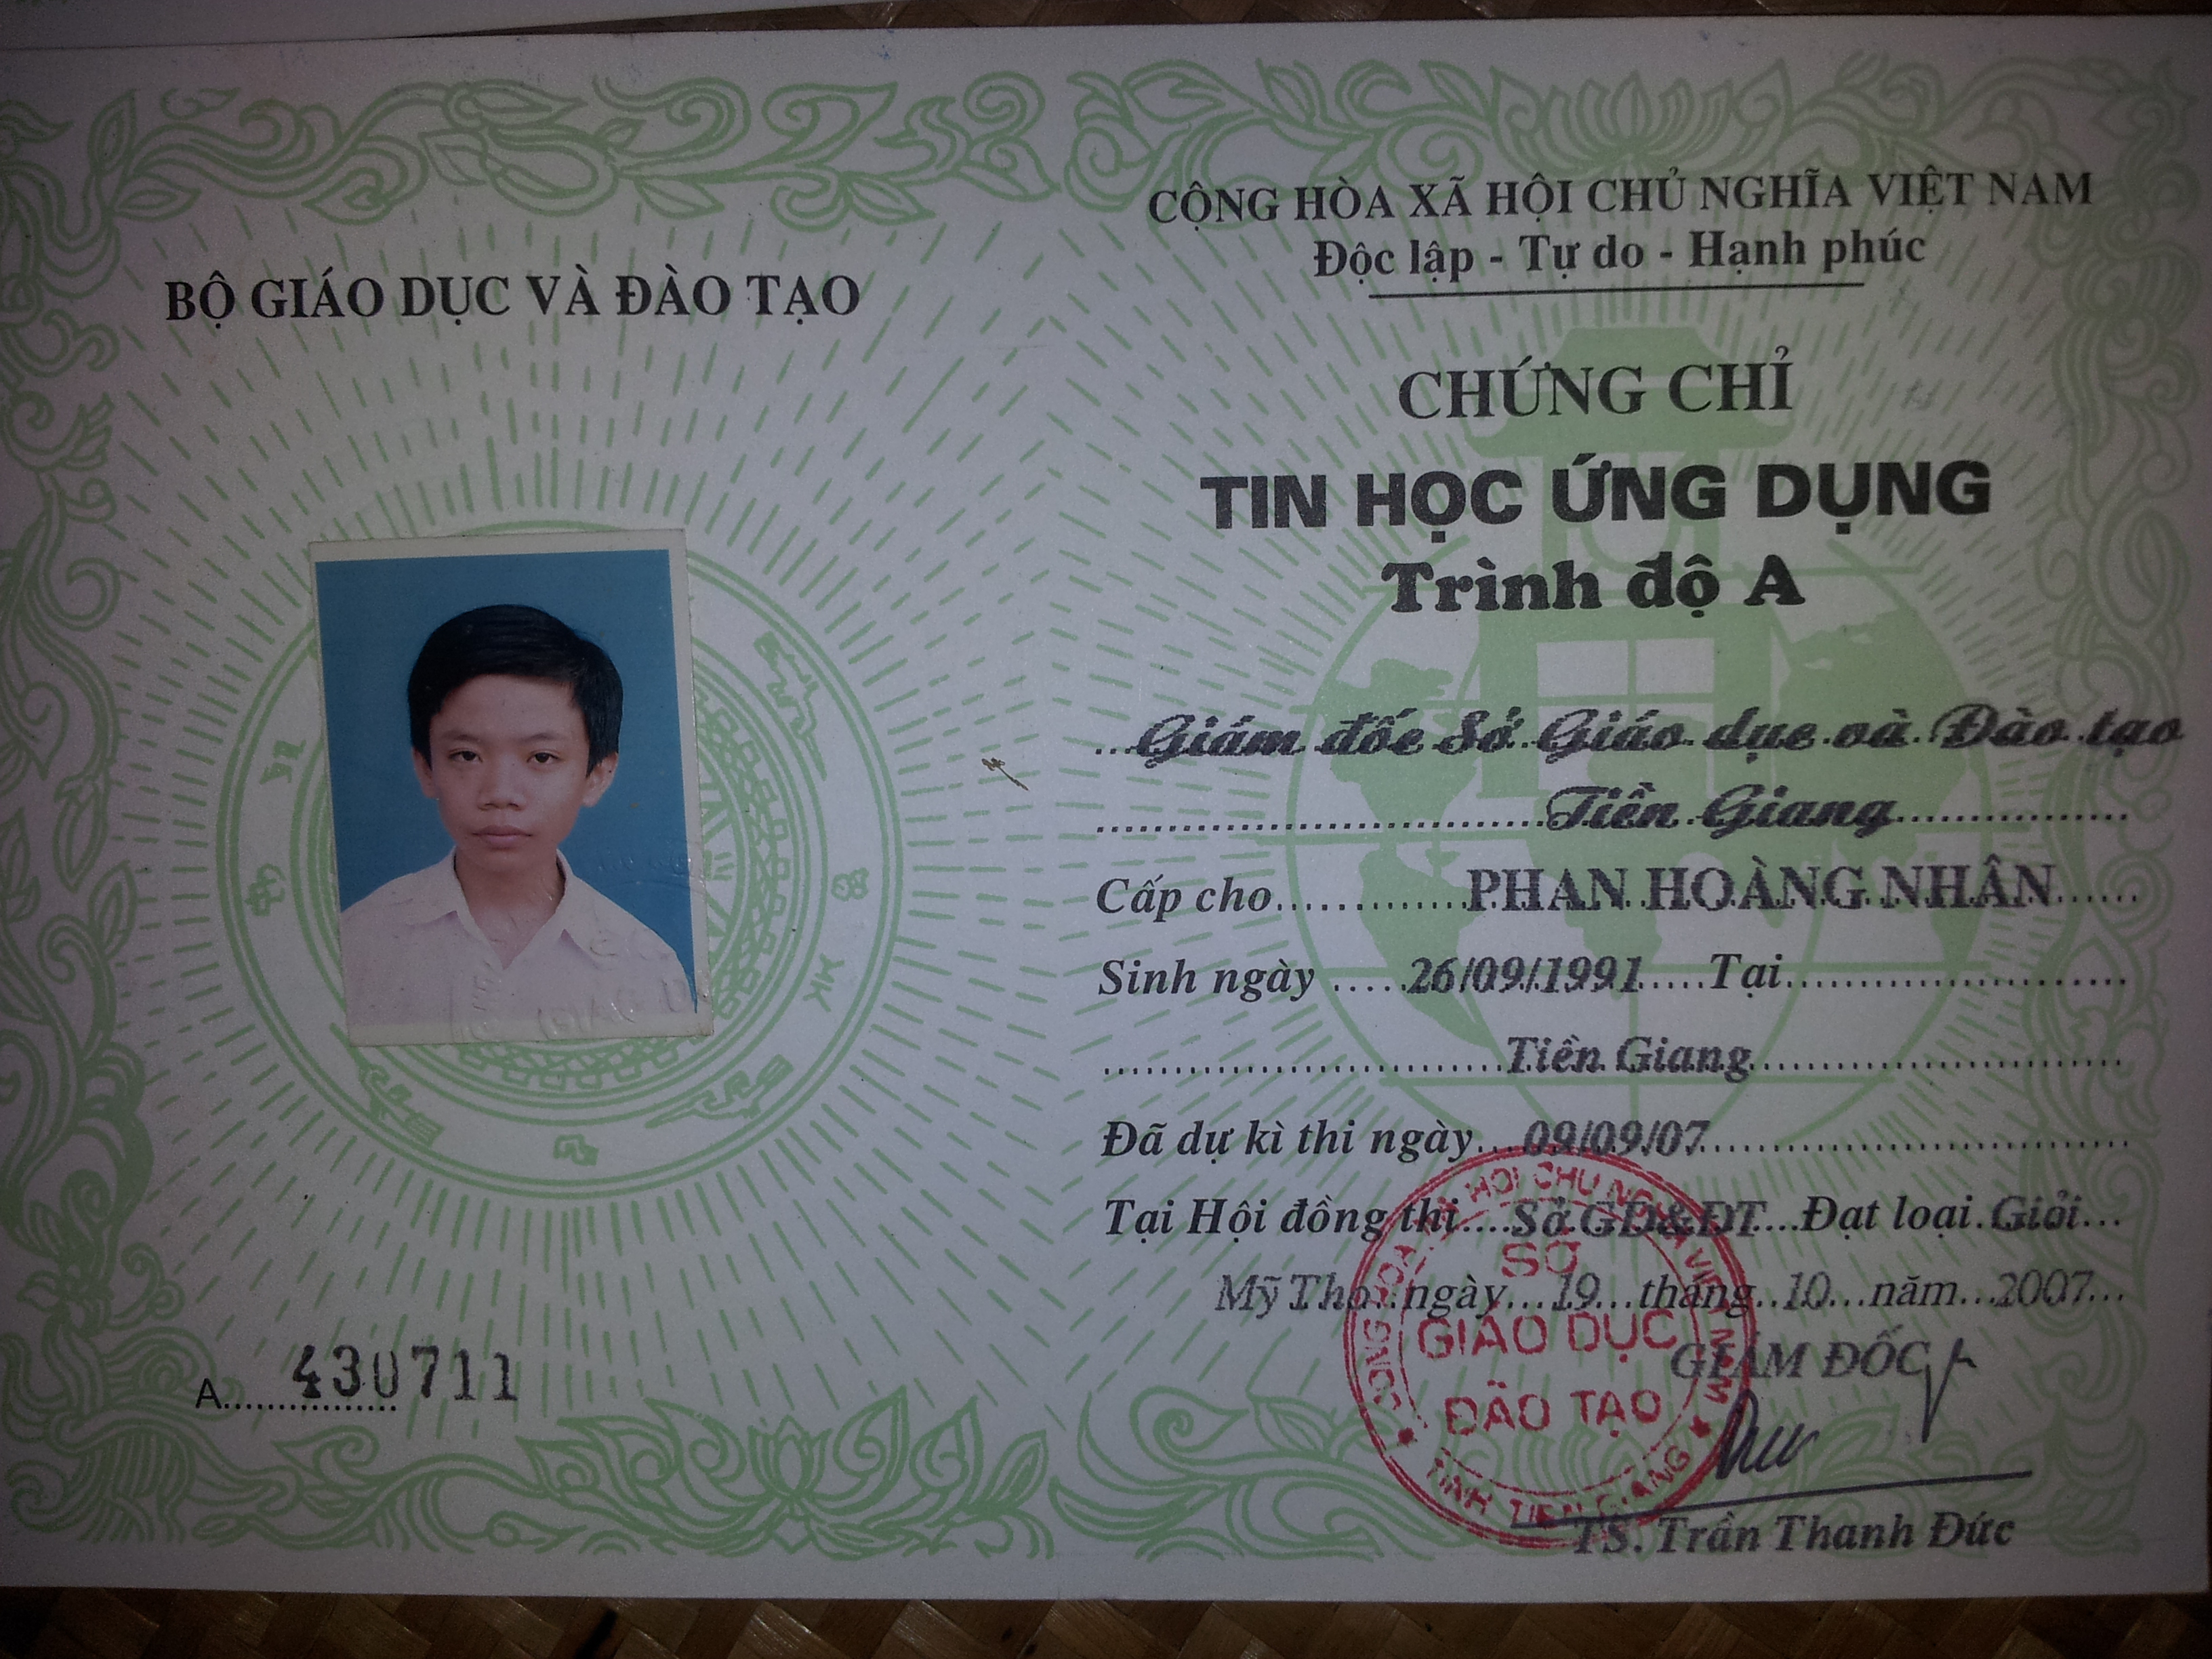 BỘ GIÁO DỤC VÀ ĐÀO TẠO
A.................... 430711
CỘNG HÒA XÃ HỘI CHỦ NGHĨA VIỆT NAM
Độc lập - Tự do - Hạnh phúc
CHỨNG CHỈ
TIN HỌC ỨNG DỤNG
Trình độ A
Giám đốc Sở Giáo dục và Đào tạo
Tiền Giang
Cấp cho PHAN HOÀNG NHÂN
Sinh ngày 26/09/1991 Tại
Tiền Giang
Đã dự kì thi ngày 09/09/07
Tại Hội đồng thi Sở GD&ĐT Đạt loại Giỏi
Mỹ Tho ngày 19 tháng 10 năm 2007
GIÁM ĐỐC
SỞ
GIÁO DỤC
ĐÀO TẠO
TS. Trần Thanh Đức